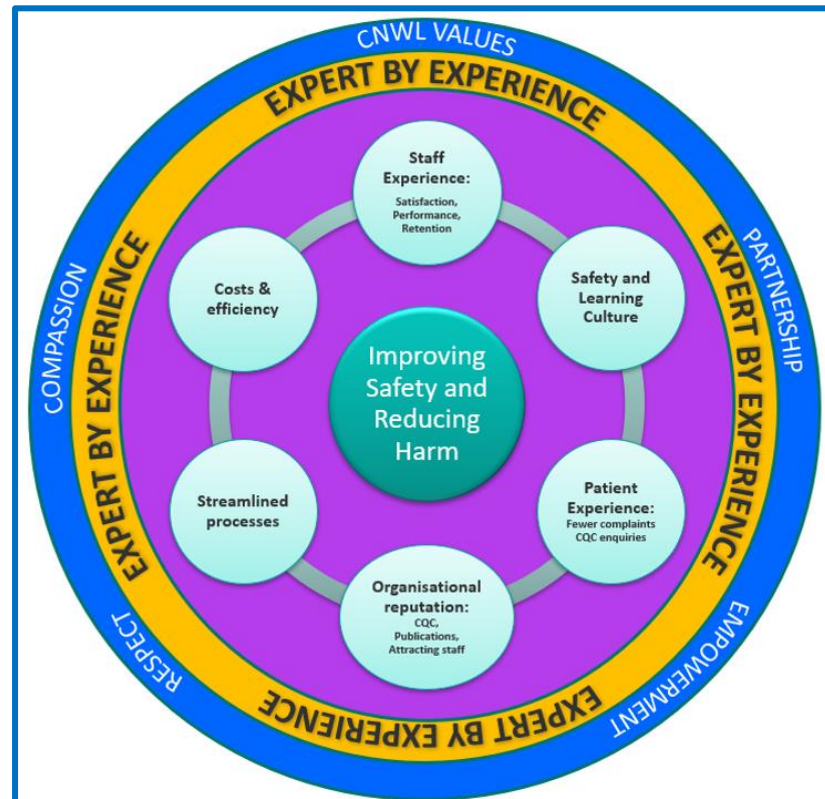 CNWL VALUES
EXPERT BY EXPERIENCE
Staff
Experience:
Satisfaction,
Performance,
Retention
Costs &
efficiency
Safety and
Learning
Culture
Improving
Safety and
Reducing
Harm
COMPASSION
EXPERT BY EXPERIENCE
PARTNERSHIP
EXPERT BY EXPERIENCE
Streamlined
processes
Patient
Experience:
Fewer complaints
CQC enquiries
Organisational
reputation:
CQC,
Publications,
Attracting staff
RESPECT
EMPOWERMENT
EXPERT BY EXPERIENCE